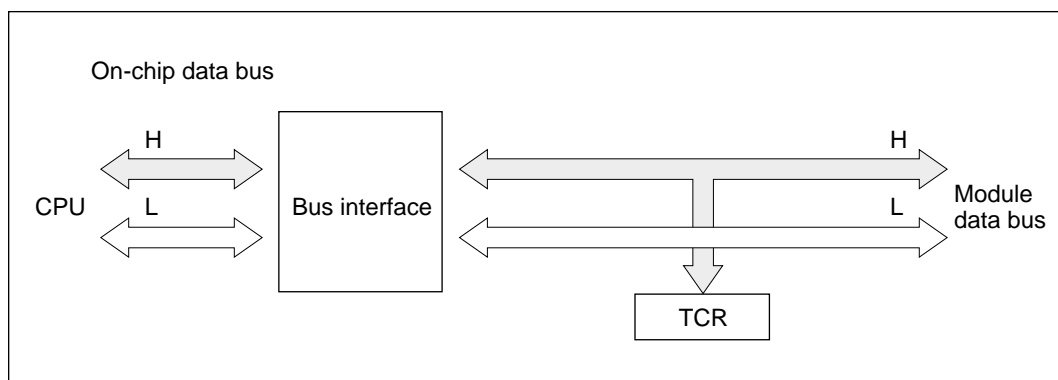 On-chip data bus
H
H
CPU
L
Bus interface
L
Module
data bus
TCR